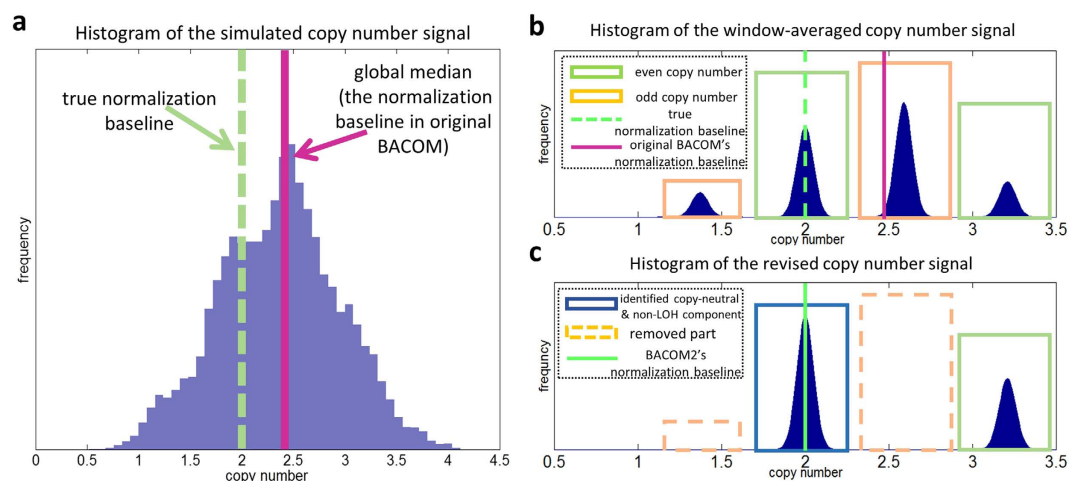 a
Histogram of the simulated copy number signal
true normalization
baseline
global median
(the normalization
baseline in original
BACOM)
frequency
0 0.5 1 1.5 2 2.5 3 3.5 4 4.5
copy number
b
Histogram of the window-averaged copy number signal
even copy number
odd copy number
true
normalization baseline
original BACOM's
normalization baseline
frequency
0.5 1 1.5 2 2.5 3 3.5
copy number
c
Histogram of the revised copy number signal
identified copy-neutral
& non-LOH component
removed part
BACOM2's
normalization baseline
frequency
0.5 1 1.5 2 2.5 3 3.5
copy number